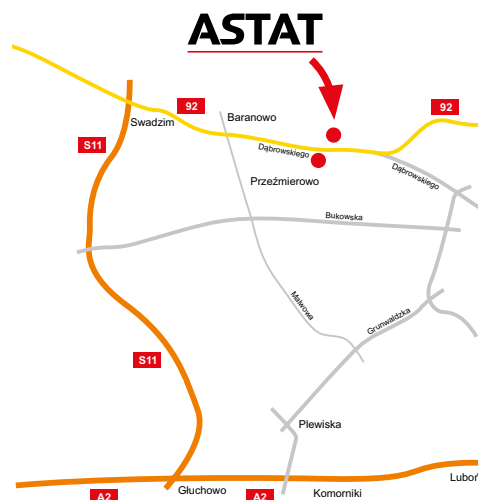 ASTAT
92
92
Baranowo
Swadzim
S11
Dąbrowskiego
Dąbrowskiego
Przeźmierowo
Bukowska
Malwowa
Grunwaldzka
S11
Plewiska
Luboń
Głuchowo
Komorniki
A2
A2